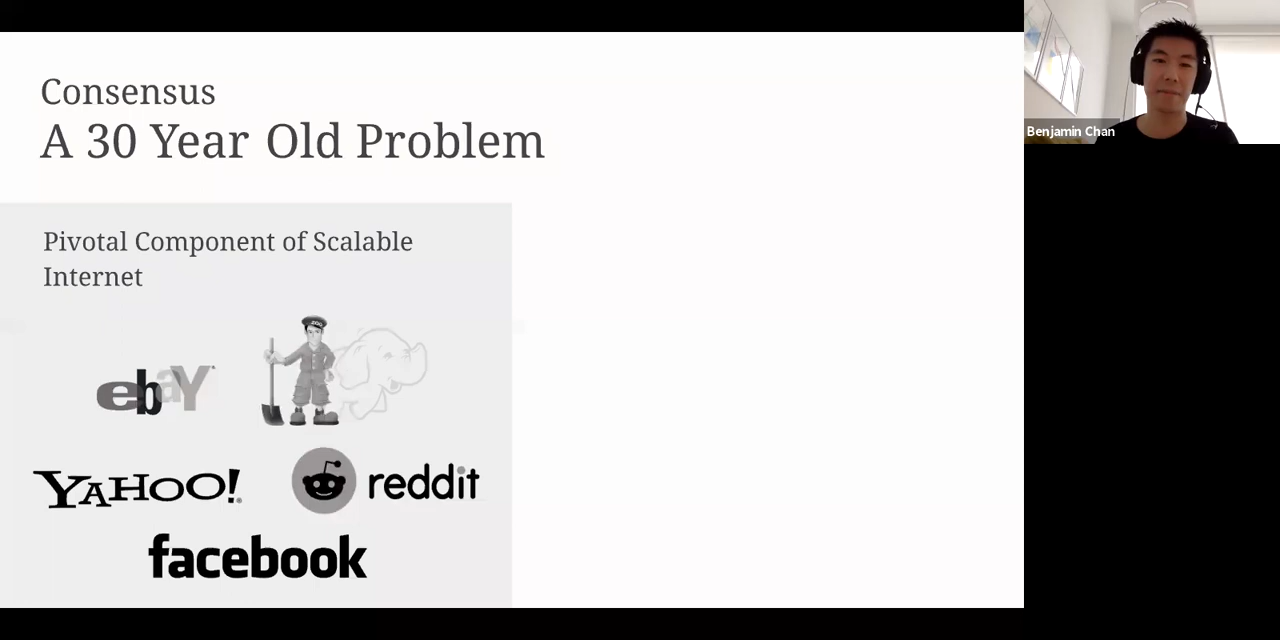 Consensus
A 30 Year Old Problem
Pivotal Component of Scalable
Internet
ebaY
YAHOO!
reddit
facebook
Benjamin Chan